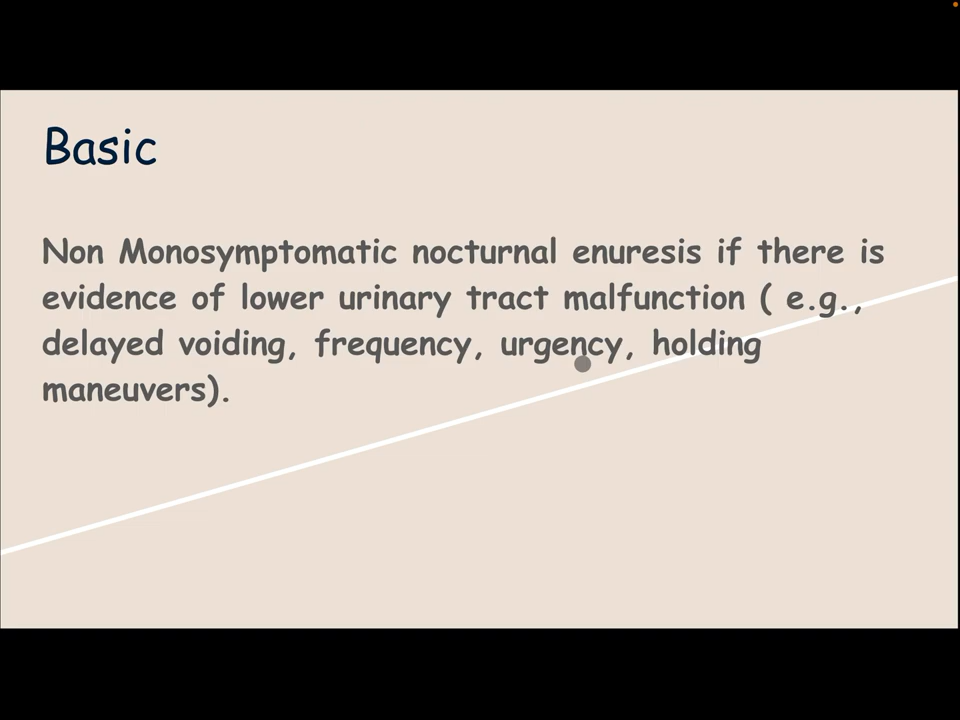 Basic
Non Monosymptomatic nocturnal enuresis if there is
evidence of lower urinary tract malfunction ( e.g.,
delayed voiding, frequency, urgency, holding
maneuvers).